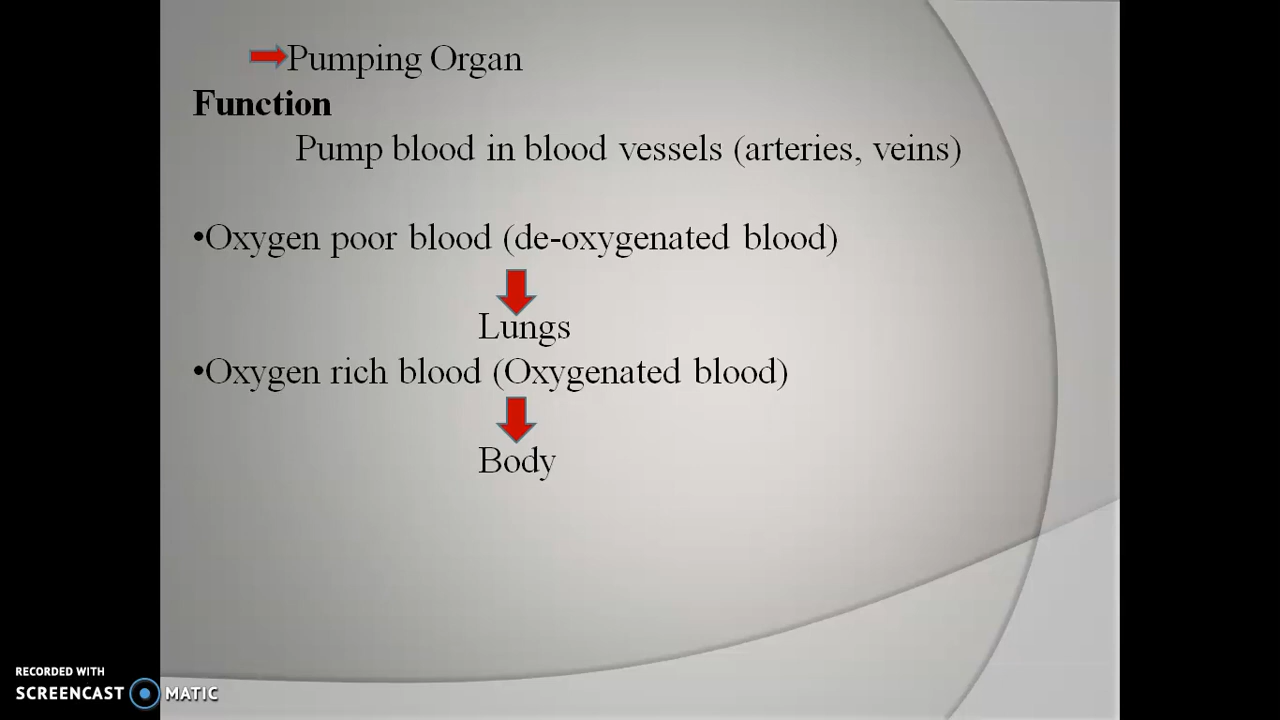 Pumping Organ
Function
Pump blood in blood vessels (arteries, veins)
•Oxygen poor blood (de-oxygenated blood)
Lungs
•Oxygen rich blood (Oxygenated blood)
Body
RECORDED WITH
SCREENCAST MATIC